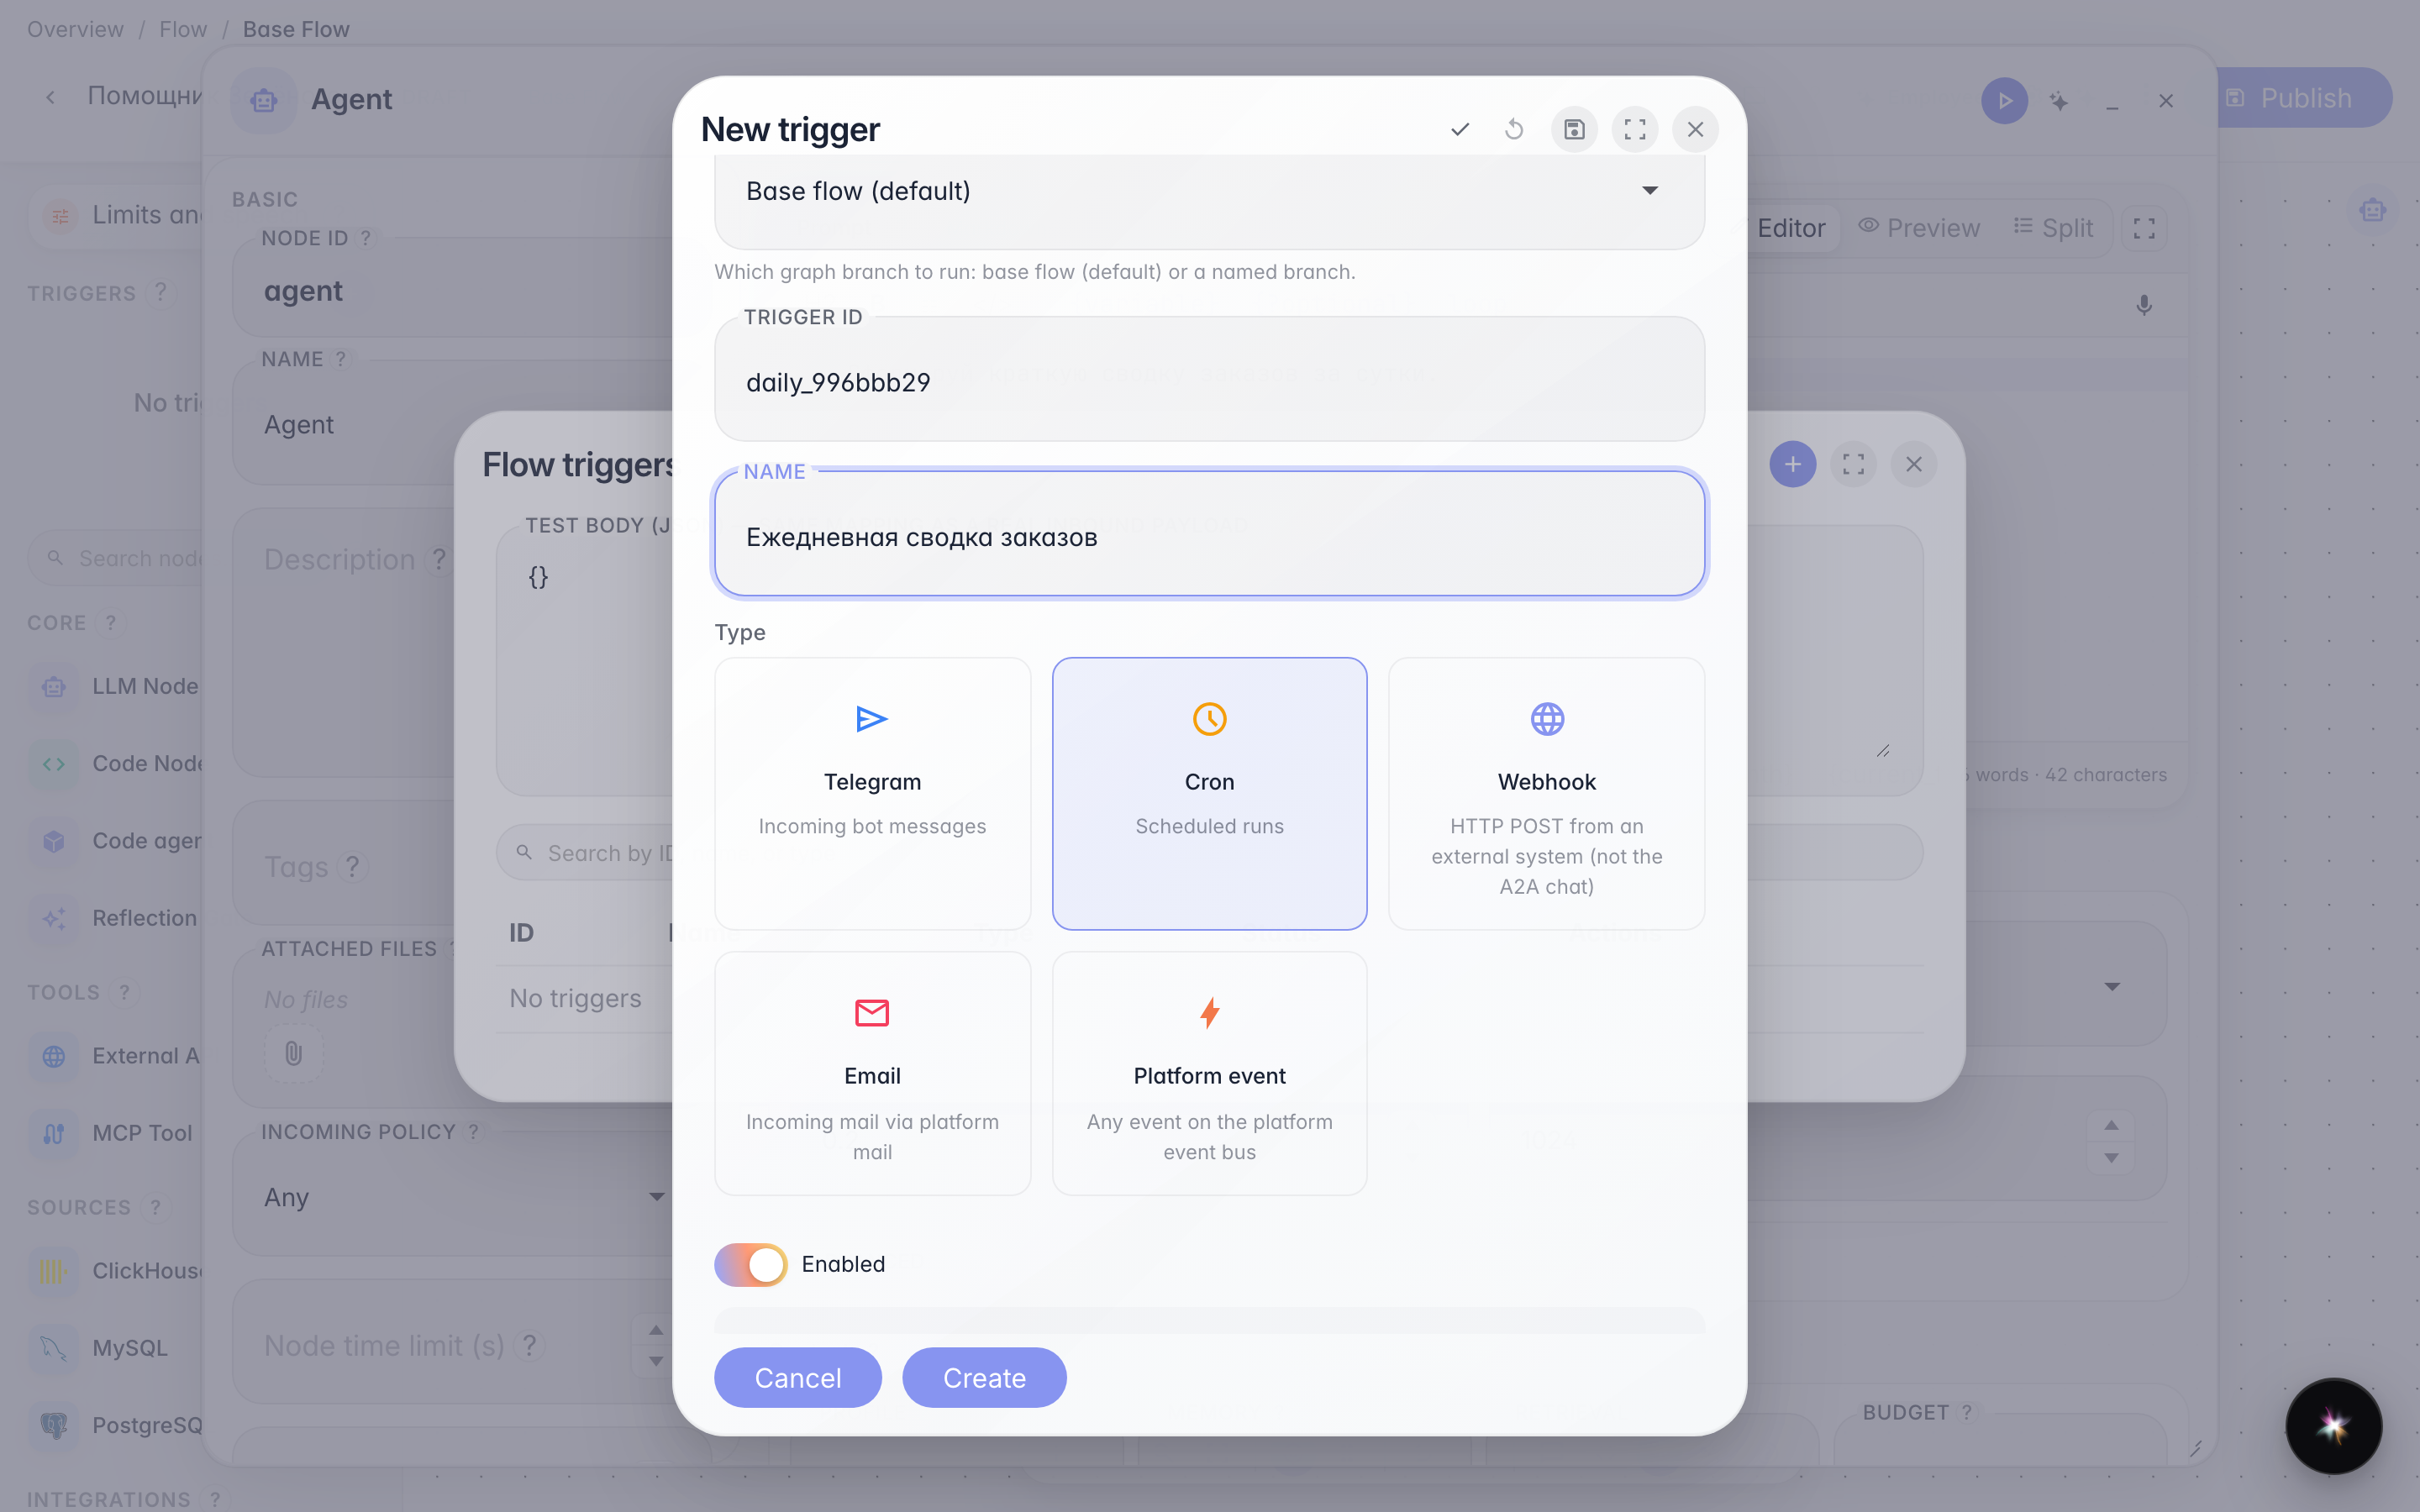 Overview / Flow / Base Flow
Помощни
Agent
Publish
New trigger
Limits and
BASIC
NODE ID ?
agent
TRIGGERS ?
NAME ?
Agent
No tri
Description ?
Search node
CORE ?
LLM Node
Code Node
Code agen
Reflection
TOOLS ?
External A
MCP Tool
SOURCES ?
ClickHouse
MySQL
PostgreSQ
INTEGRATIONS ?
Tags ?
ATTACHED FILES ?
No files
INCOMING POLICY ?
Any
Node time limit (s) ?
Editor
Preview
Split
words · 42 characters
BUDGET ?
Flow triggers
TEST BODY (J
{}
Search by ID
ID
No triggers
Base flow (default)
Which graph branch to run: base flow (default) or a named branch.
TRIGGER ID
daily_996bbb29
NAME
Ежедневная сводка заказов
Type
Telegram
Incoming bot messages
Cron
Scheduled runs
Webhook
HTTP POST from an
external system (not the
A2A chat)
Email
Incoming mail via platform
mail
Platform event
Any event on the platform
event bus
Enabled
Cancel
Create